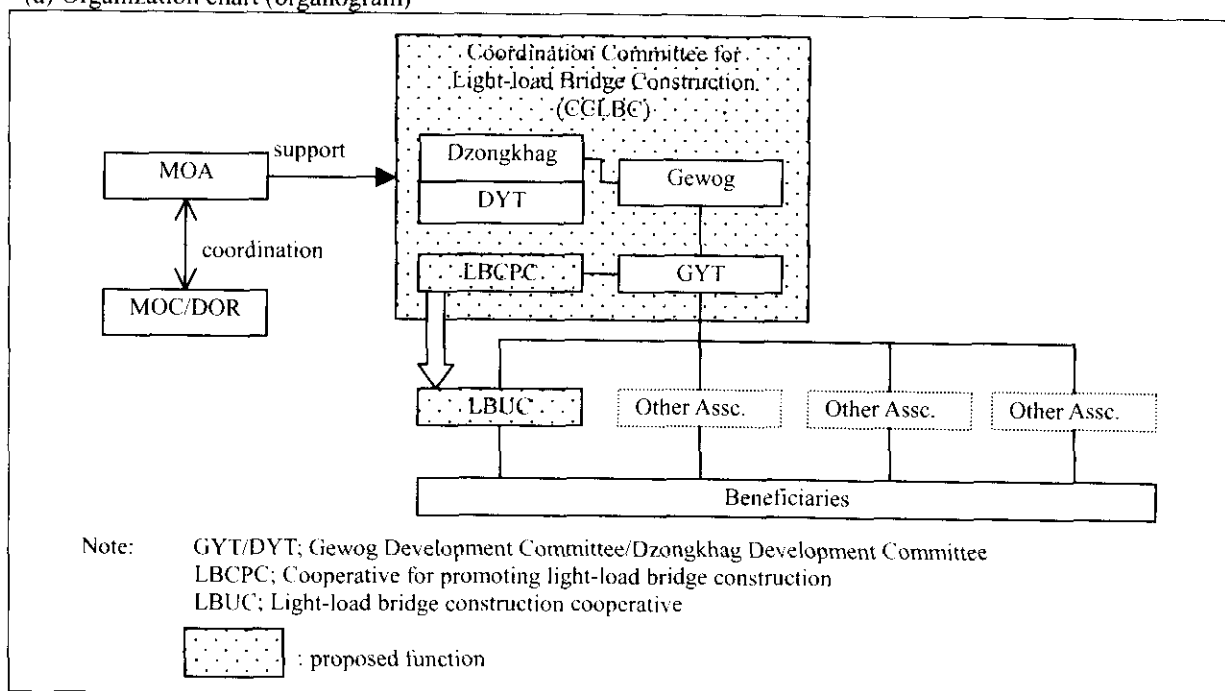 (a) Organization chart (organogram)
Coordination Committee for
Light-load Bridge Construction
(CCLBC)
support
MOA
Dzongkhag
DYT
Gewog
coordination
MOC/DOR
LBCPC
GYT
LBUC
Other Assc.
Other Assc.
Other Assc.
Beneficiaries
Note: GYT/DYT; Gewog Development Committee/Dzongkhag Development Committee
LBCPC; Cooperative for promoting light-load bridge construction
LBUC; Light-load bridge construction cooperative
: proposed function